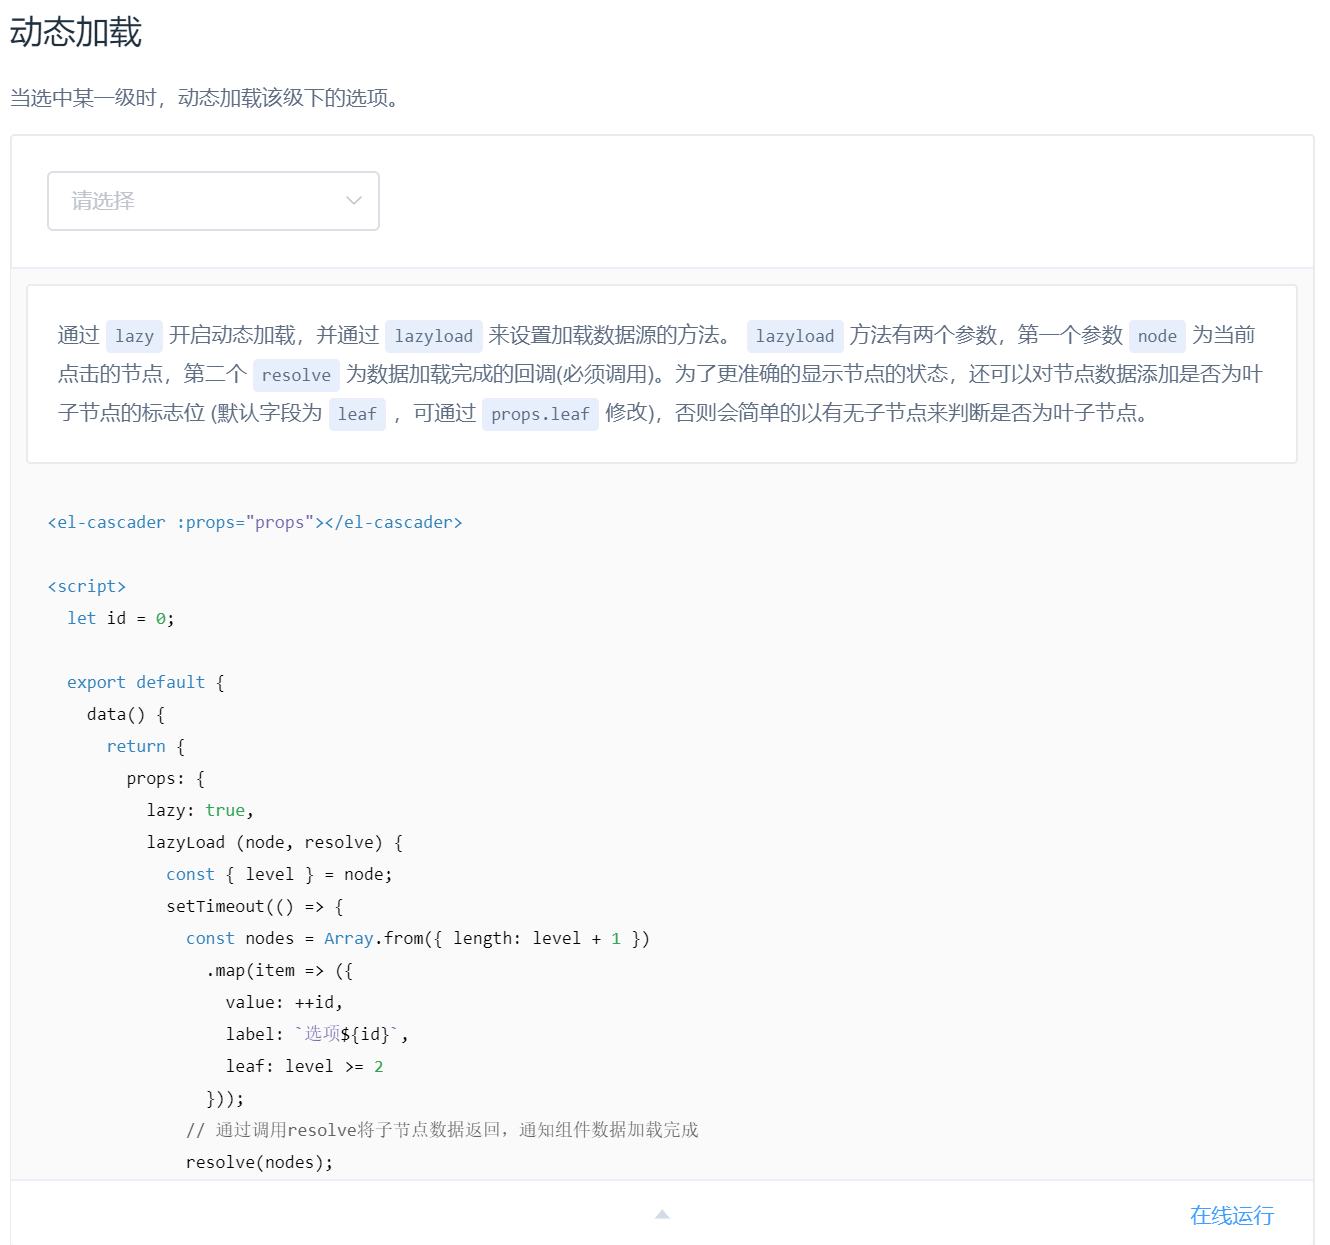 动态加载
当选中某一级时，动态加载该级下的选项。
请选择
通过 lazy 开启动态加载，并通过 lazyload 来设置加载数据源的方法。 lazyload 方法有两个参数，第一个参数 node 为当前
点击的节点，第二个 resolve 为数据加载完成的回调(必须调用)。为了更准确的显示节点的状态，还可以对节点数据添加是否为叶
子节点的标志位 (默认字段为 leaf ，可通过 props.leaf 修改)，否则会简单的以有无子节点来判断是否为叶子节点。
<el-cascader :props="props"></el-cascader>
<script>
let id = 0;
export default {
data() {
return {
props: {
lazy: true,
lazyLoad (node, resolve) {
const { level } = node;
setTimeout(() => {
const nodes = Array.from({ length: level + 1 })
.map(item => ({
value: ++id,
label: `选项${id}`,
leaf: level >= 2
}));
// 通过调用resolve将子节点数据返回，通知组件数据加载完成
resolve(nodes);
在线运行